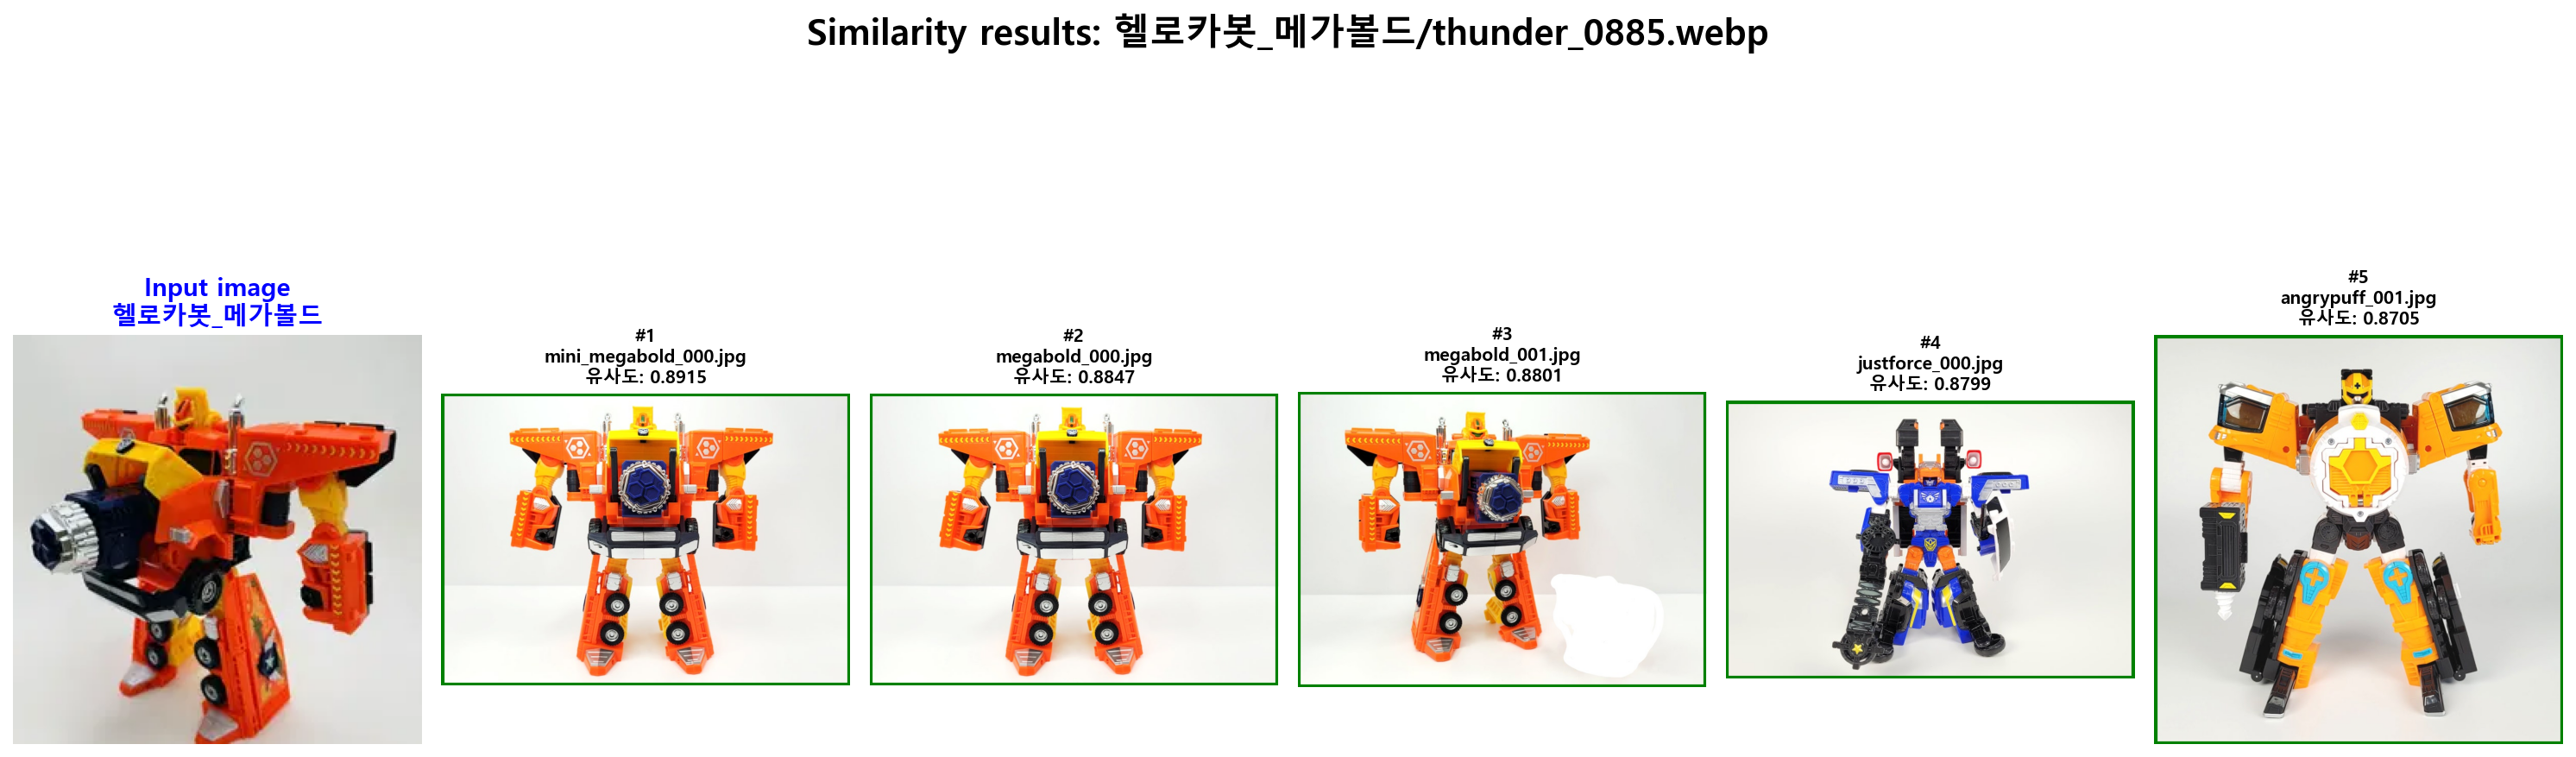 Similarity results: 헬로카봇_메가볼드/thunder_0885.webp
Input image
헬로카봇_메가볼드
#1
mini_megabold_000.jpg
유사도: 0.8915
#2
megabold_000.jpg
유사도: 0.8847
#3
megabold_001.jpg
유사도: 0.8801
#4
justforce_000.jpg
유사도: 0.8799
#5
angrypuff_001.jpg
유사도: 0.8705